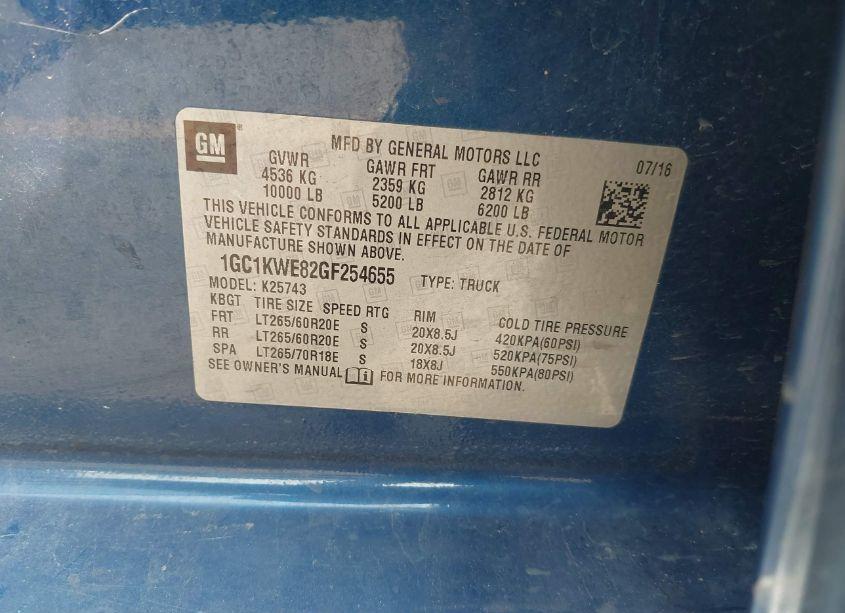 GM
MFD BY GENERAL MOTORS LLC
07/16
GVWR GAWR FRT GAWR RR
4536 KG 2359 KG 2812 KG
10000 LB 5200 LB 6200 LB
THIS VEHICLE CONFORMS TO ALL APPLICABLE U.S. FEDERAL MOTOR
VEHICLE SAFETY STANDARDS IN EFFECT ON THE DATE OF
MANUFACTURE SHOWN ABOVE.
1GC1KWE82GF254655 TYPE: TRUCK
MODEL: K25743
KBGT TIRE SIZE SPEED RTG RIM COLD TIRE PRESSURE
FRT LT265/60R20E S 20X8.5J 420KPA(60PSI)
RR LT265/60R20E S 20X8.5J 520KPA(75PSI)
SPA LT265/70R18E S 18X8J 550KPA(80PSI)
SEE OWNER'S MANUAL i FOR MORE INFORMATION.